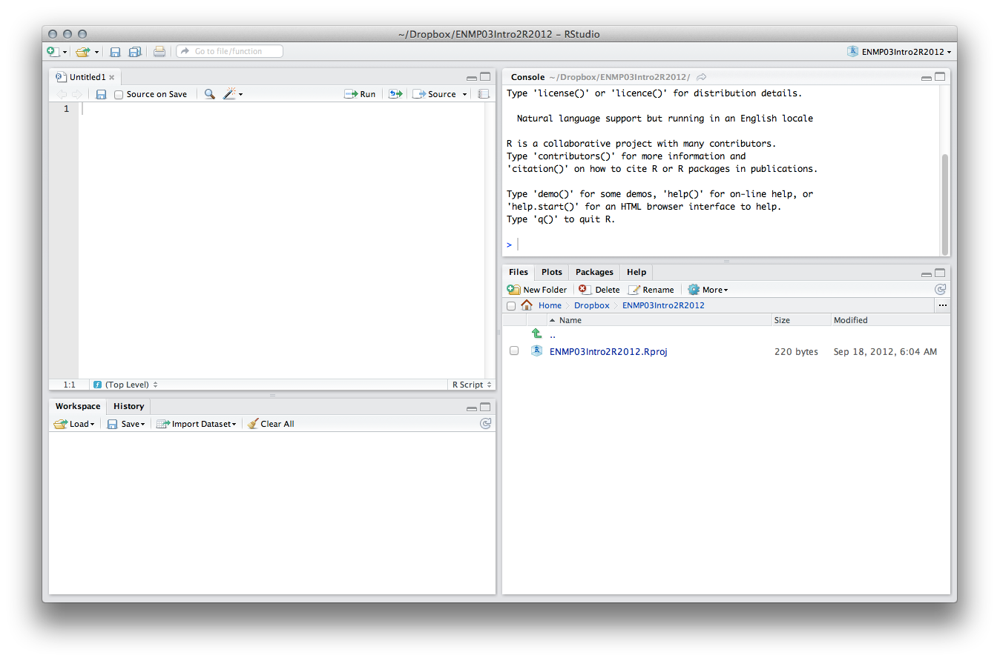 ~/Dropbox/ENMP03Intro2R2012 – RStudio
Go to file/function
ENMP03Intro2R2012
Untitled1
Source on Save
Run
Source
1
1:1
(Top Level)
R Script
Workspace
History
Load
Save
Import Dataset
Clear All
Console ~/Dropbox/ENMP03Intro2R2012/
Type 'license()' or 'licence()' for distribution details.
Natural language support but running in an English locale
R is a collaborative project with many contributors.
Type 'contributors()' for more information and
'citation()' on how to cite R or R packages in publications.
Type 'demo()' for some demos, 'help()' for on-line help, or
'help.start()' for an HTML browser interface to help.
Type 'q()' to quit R.
>
Files
Plots
Packages
Help
New Folder
Delete
Rename
More
Home
Dropbox
ENMP03Intro2R2012
...
Name
Size
Modified
..
ENMP03Intro2R2012.Rproj
220 bytes
Sep 18, 2012, 6:04 AM